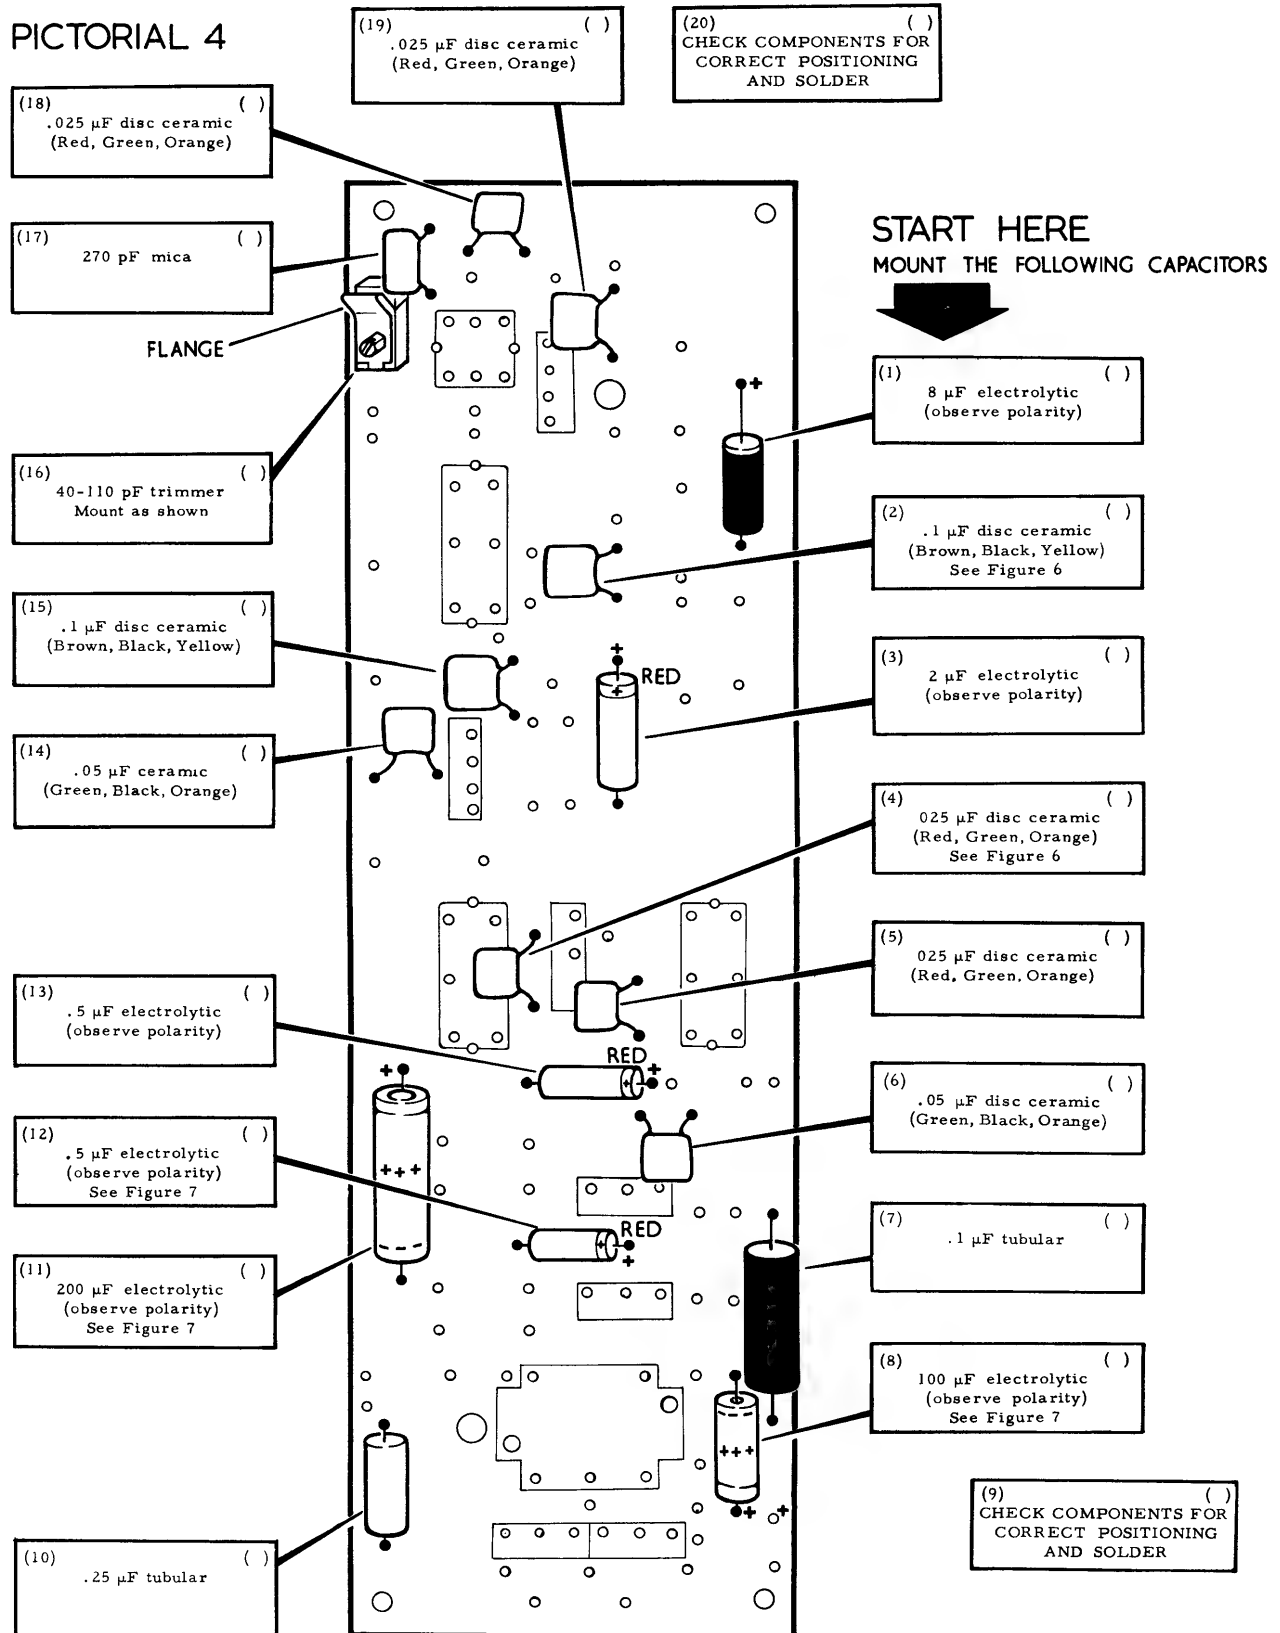 PICTORIAL 4
(19) ( )
.025 µF disc ceramic
(Red, Green, Orange)
(20) ( )
CHECK COMPONENTS FOR
CORRECT POSITIONING
AND SOLDER
(18) ( )
.025 µF disc ceramic
(Red, Green, Orange)
(17) ( )
270 pF mica
FLANGE
(16) ( )
40-110 pF trimmer
Mount as shown
(15) ( )
.1 µF disc ceramic
(Brown, Black, Yellow)
(14) ( )
.05 µF ceramic
(Green, Black, Orange)
(13) ( )
.5 µF electrolytic
(observe polarity)
(12) ( )
.5 µF electrolytic
(observe polarity)
See Figure 7
(11) ( )
200 µF electrolytic
(observe polarity)
See Figure 7
(10) ( )
.25 µF tubular
+
+
RED
+
RED
+
+
+
+ + +
RED
+
+
+++
+ +
START HERE
MOUNT THE FOLLOWING CAPACITORS
(1) ( )
8 µF electrolytic
(observe polarity)
(2) ( )
.1 µF disc ceramic
(Brown, Black, Yellow)
See Figure 6
(3) ( )
2 µF electrolytic
(observe polarity)
(4) ( )
025 µF disc ceramic
(Red, Green, Orange)
See Figure 6
(5) ( )
025 µF disc ceramic
(Red, Green, Orange)
(6) ( )
.05 µF disc ceramic
(Green, Black, Orange)
(7) ( )
.1 µF tubular
(8) ( )
100 µF electrolytic
(observe polarity)
See Figure 7
(9) ( )
CHECK COMPONENTS FOR
CORRECT POSITIONING
AND SOLDER